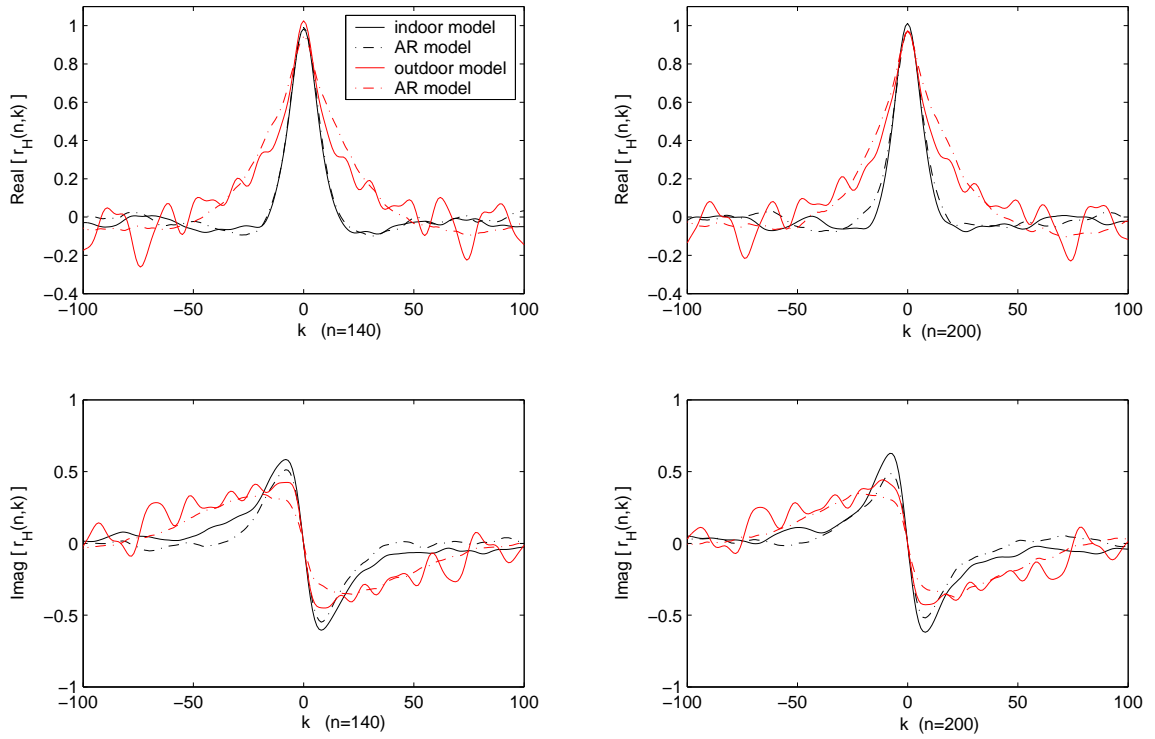 1
0.8
0.6
0.4
0.2
0
−0.2
−0.4
Real [ r_H(n,k) ]
−100 −50 0 50 100
k (n=140)
indoor model
AR model
outdoor model
AR model
1
0.8
0.6
0.4
0.2
0
−0.2
−0.4
Real [ r_H(n,k) ]
−100 −50 0 50 100
k (n=200)
1
0.5
0
−0.5
−1
Imag [ r_H(n,k) ]
−100 −50 0 50 100
k (n=140)
1
0.5
0
−0.5
−1
Imag [ r_H(n,k) ]
−100 −50 0 50 100
k (n=200)